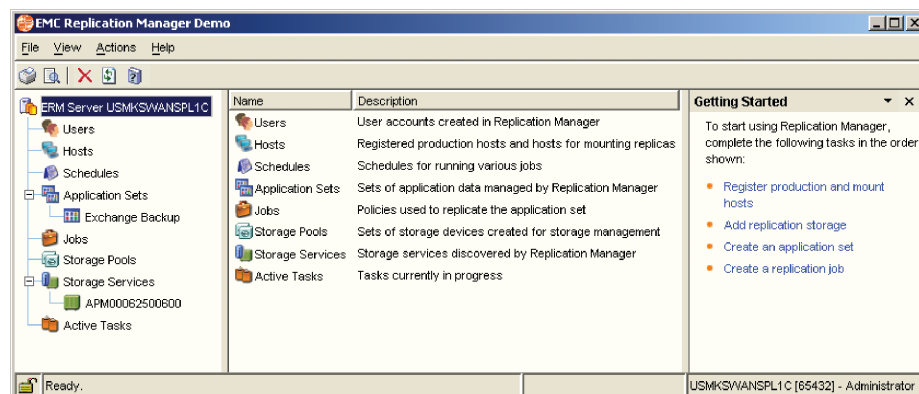 EMC Replication Manager Demo
File View Actions Help
ERM Server USMKSWANSPL1C
Users
Hosts
Schedules
Application Sets
Exchange Backup
Jobs
Storage Pools
Storage Services
APM00062500600
Active Tasks
Name Description
Users User accounts created in Replication Manager
Hosts Registered production hosts and hosts for mounting replicas
Schedules Schedules for running various jobs
Application Sets Sets of application data managed by Replication Manager
Jobs Policies used to replicate the application set
Storage Pools Sets of storage devices created for storage management
Storage Services Storage services discovered by Replication Manager
Active Tasks Tasks currently in progress
Getting Started
To start using Replication Manager,
complete the following tasks in the order
shown:
Register production and mount
hosts
Add replication storage
Create an application set
Create a replication job
Ready.
USMKSWANSPL1C [65432] - Administrator